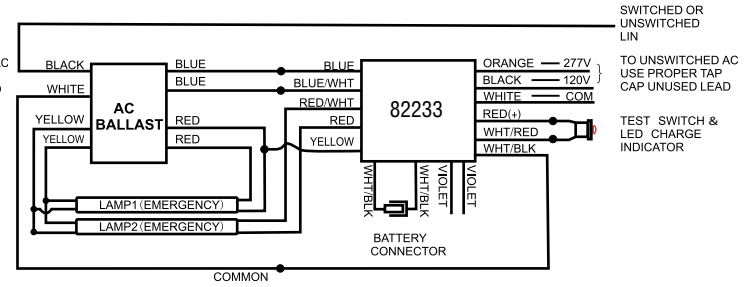 SWITCHED OR
UNSWITCHED
LIN
AC
BLACK
WHITE
AC
BALLAST
YELLOW
YELLOW
BLUE
BLUE
RED
RED
BLUE
BLUE/WHT
RED/WHT
RED
YELLOW
82233
ORANGE — 277V
BLACK — 120V
WHITE — COM
RED(+)
WHT/RED
WHT/BLK
TO UNSWITCHED AC
USE PROPER TAP
CAP UNUSED LEAD
TEST SWITCH &
LED CHARGE
INDICATOR
LAMP1(EMERGENCY)
LAMP2(EMERGENCY)
WHT/BLK
WHT/BLK
VIOLET
VIOLET
BATTERY
CONNECTOR
COMMON